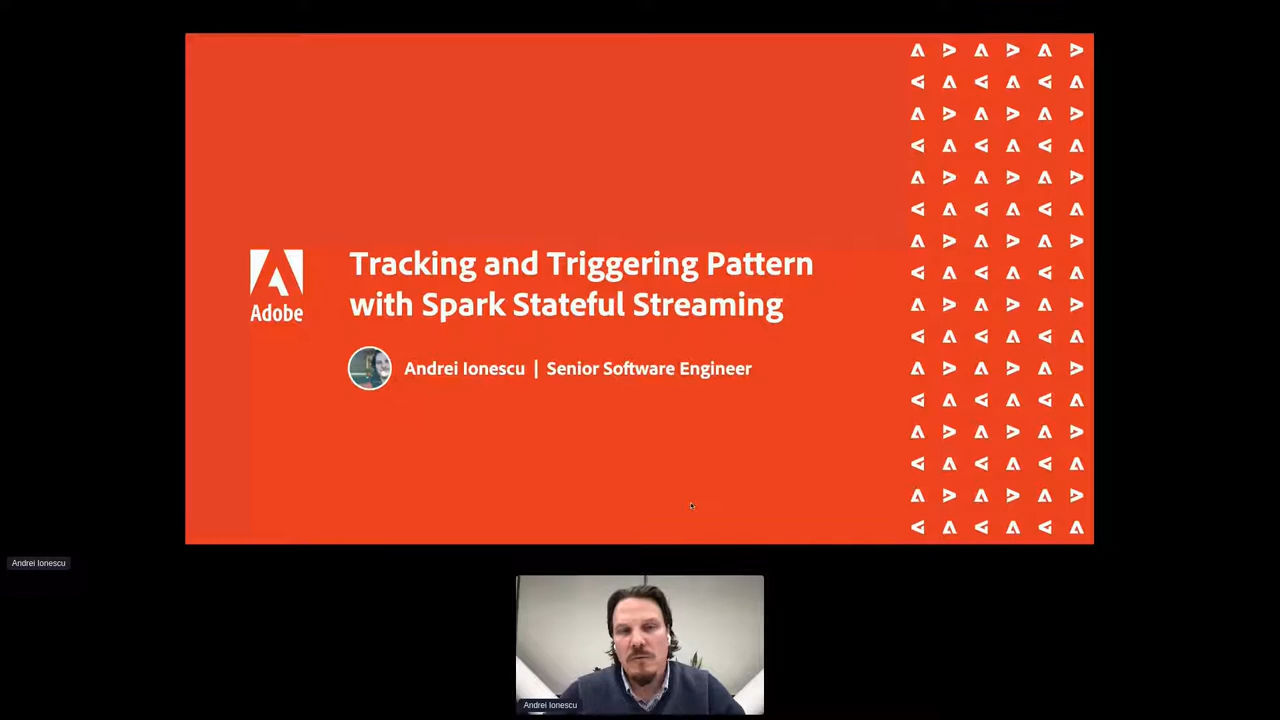 Tracking and Triggering Pattern
with Spark Stateful Streaming
Adobe
Andrei Ionescu | Senior Software Engineer
Andrei Ionescu
Andrei Ionescu